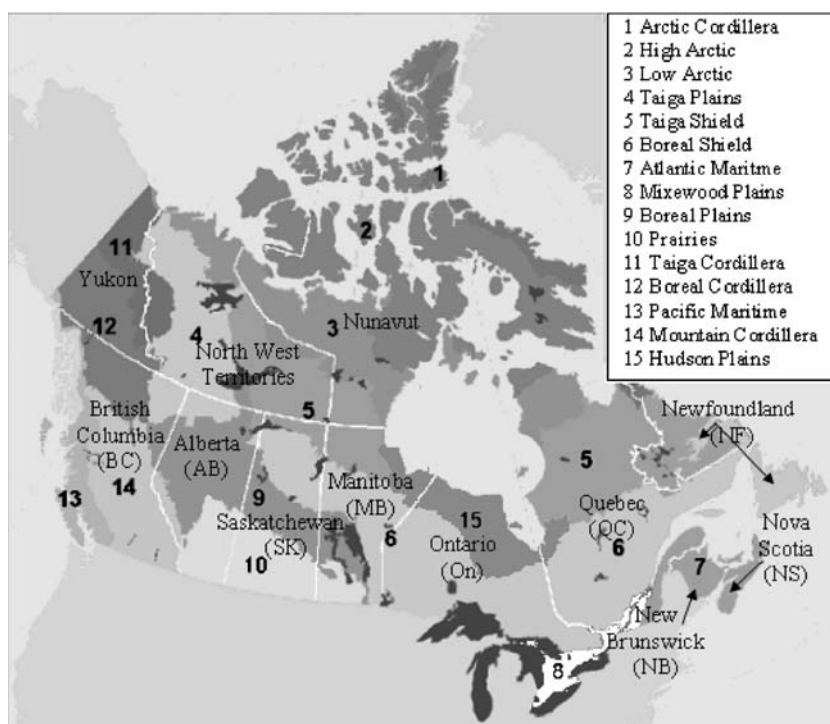 1 Arctic Cordillera
2 High Arctic
3 Low Arctic
4 Taiga Plains
5 Taiga Shield
6 Boreal Shield
7 Atlantic Maritme
8 Mixewood Plains
9 Boreal Plains
10 Prairies
11 Taiga Cordillera
12 Boreal Cordillera
13 Pacific Maritime
14 Mountain Cordillera
15 Hudson Plains
1
2
11
Yukon
12
4
3
Nunavut
North West
Territories
5
British
Columbia
(BC)
Alberta
(AB)
13
14
9
Saskatchewan
(SK)
10
Manitoba
(MB)
6
15
Ontario
(On)
5
Quebec
(QC)
6
Newfoundland
(NF)
Nova
Scotia
(NS)
7
New
Brunswick
(NB)
8